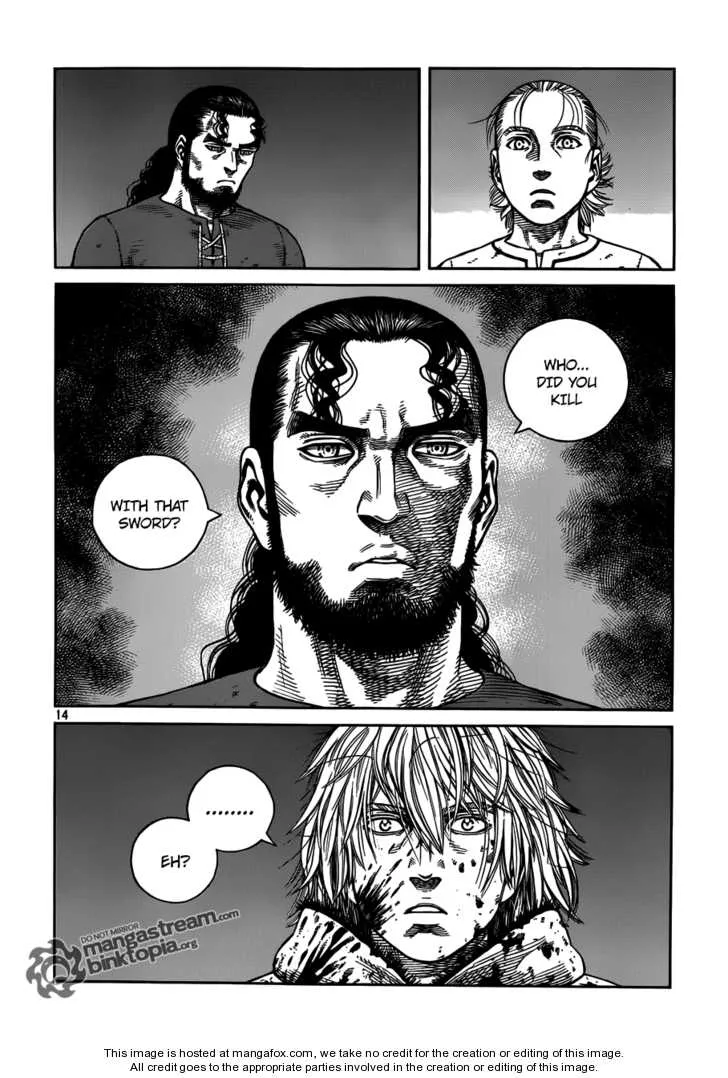 WHO...
DID YOU
KILL
WITH THAT
SWORD?
14
.........
EH?
DO NOT MIRROR
mangastream.com
binktopia.org
This image is hosted at mangafox.com, we take no credit for the creation or editing of this image.
All credit goes to the appropriate parties involved in the creation or editing of this image.